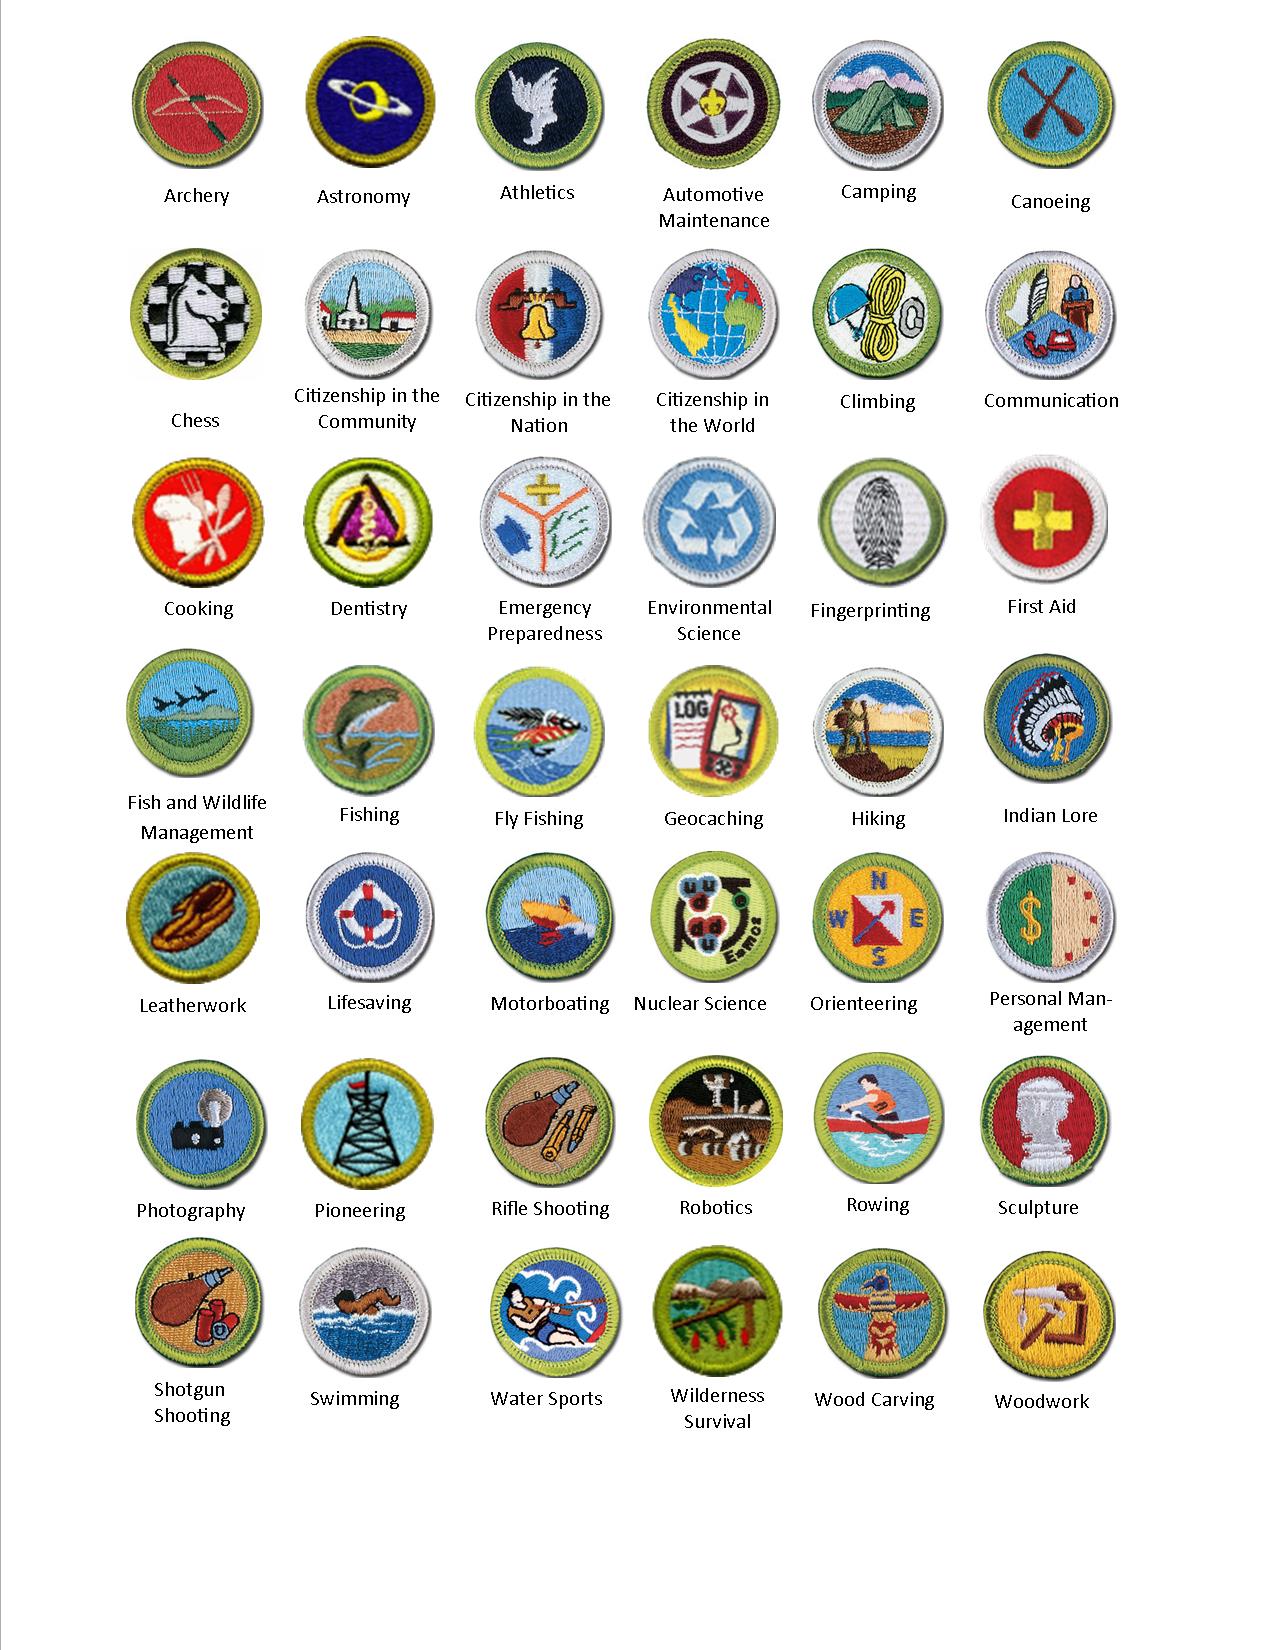 Archery
Astronomy
Athletics
Automotive
Maintenance
Camping
Canoeing
Chess
Citizenship in the
Community
Citizenship in the
Nation
Citizenship in
the World
Climbing
Communication
Cooking
Dentistry
Emergency
Preparedness
Environmental
Science
Fingerprinting
First Aid
LOG
Fish and Wildlife
Management
Fishing
Fly Fishing
Geocaching
Hiking
Indian Lore
u u
d
d d
u
E=mc2
N
W E
S
$
Leatherwork
Lifesaving
Motorboating
Nuclear Science
Orienteering
Personal Man-
agement
Photography
Pioneering
Rifle Shooting
Robotics
Rowing
Sculpture
Shotgun
Shooting
Swimming
Water Sports
Wilderness
Survival
Wood Carving
Woodwork